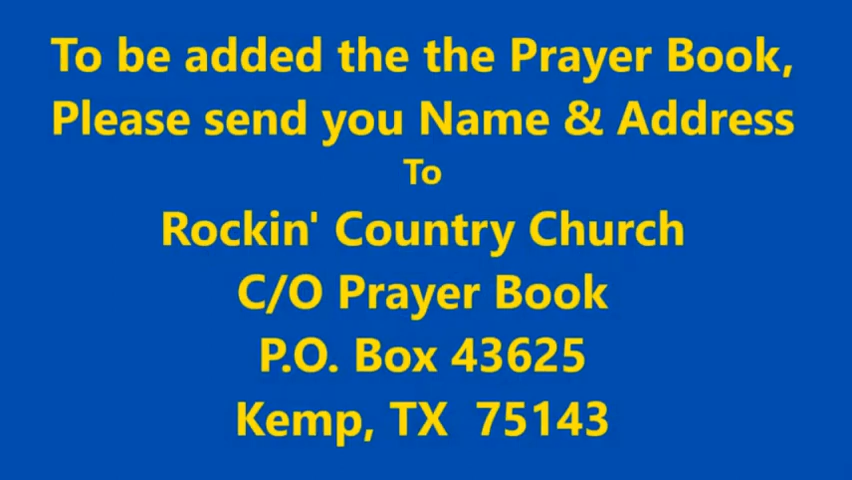 To be added the the Prayer Book,
Please send you Name & Address
To
Rockin' Country Church
C/O Prayer Book
P.O. Box 43625
Kemp, TX  75143